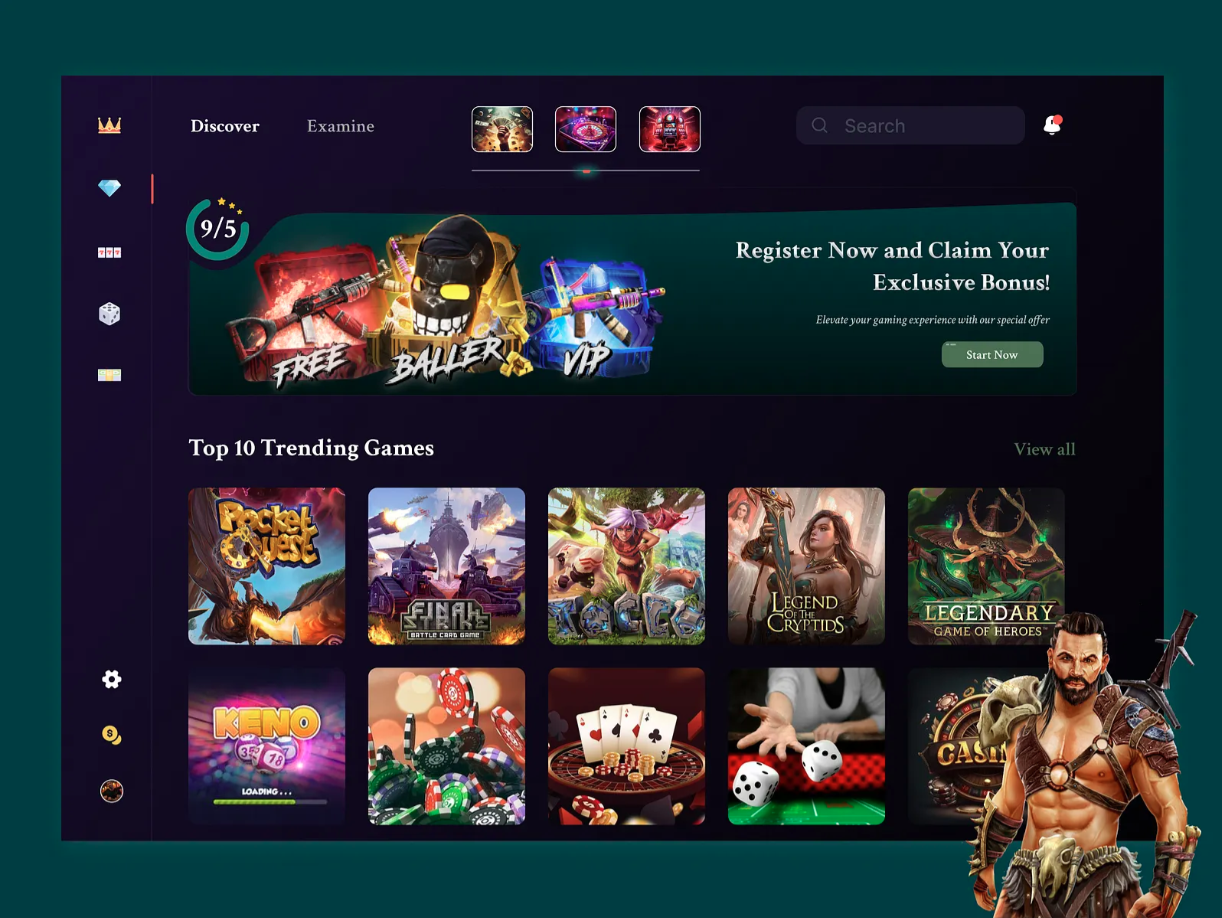 Discover
Examine
Search
9/5
Register Now and Claim Your
Exclusive Bonus!
Elevate your gaming experience with our special offer
Start Now
FREE
BALLER
VIP
Top 10 Trending Games
View all
Pocket
Quest
FINAL
STRIKE
BATTLE CARD GAME
LEGEND
OF THE
CRYPTIDS
LEGENDARY
GAME OF HEROES
KENO
18
LOADING . . .